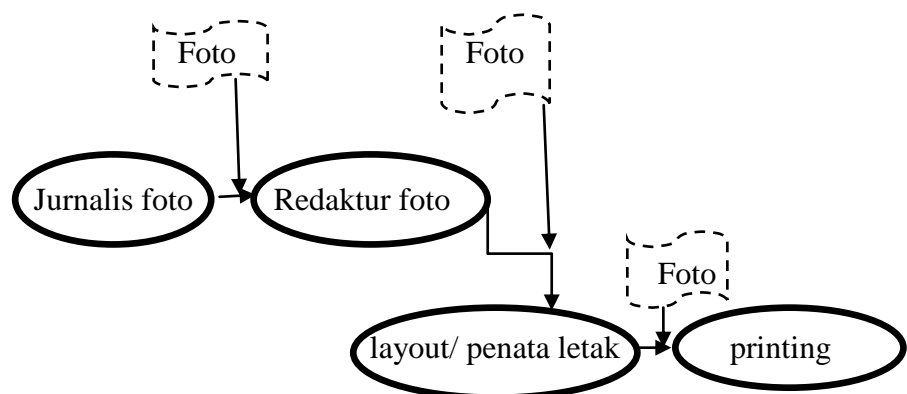 Foto
Foto
Jurnalis foto
Redaktur foto
Foto
layout/ penata letak
printing